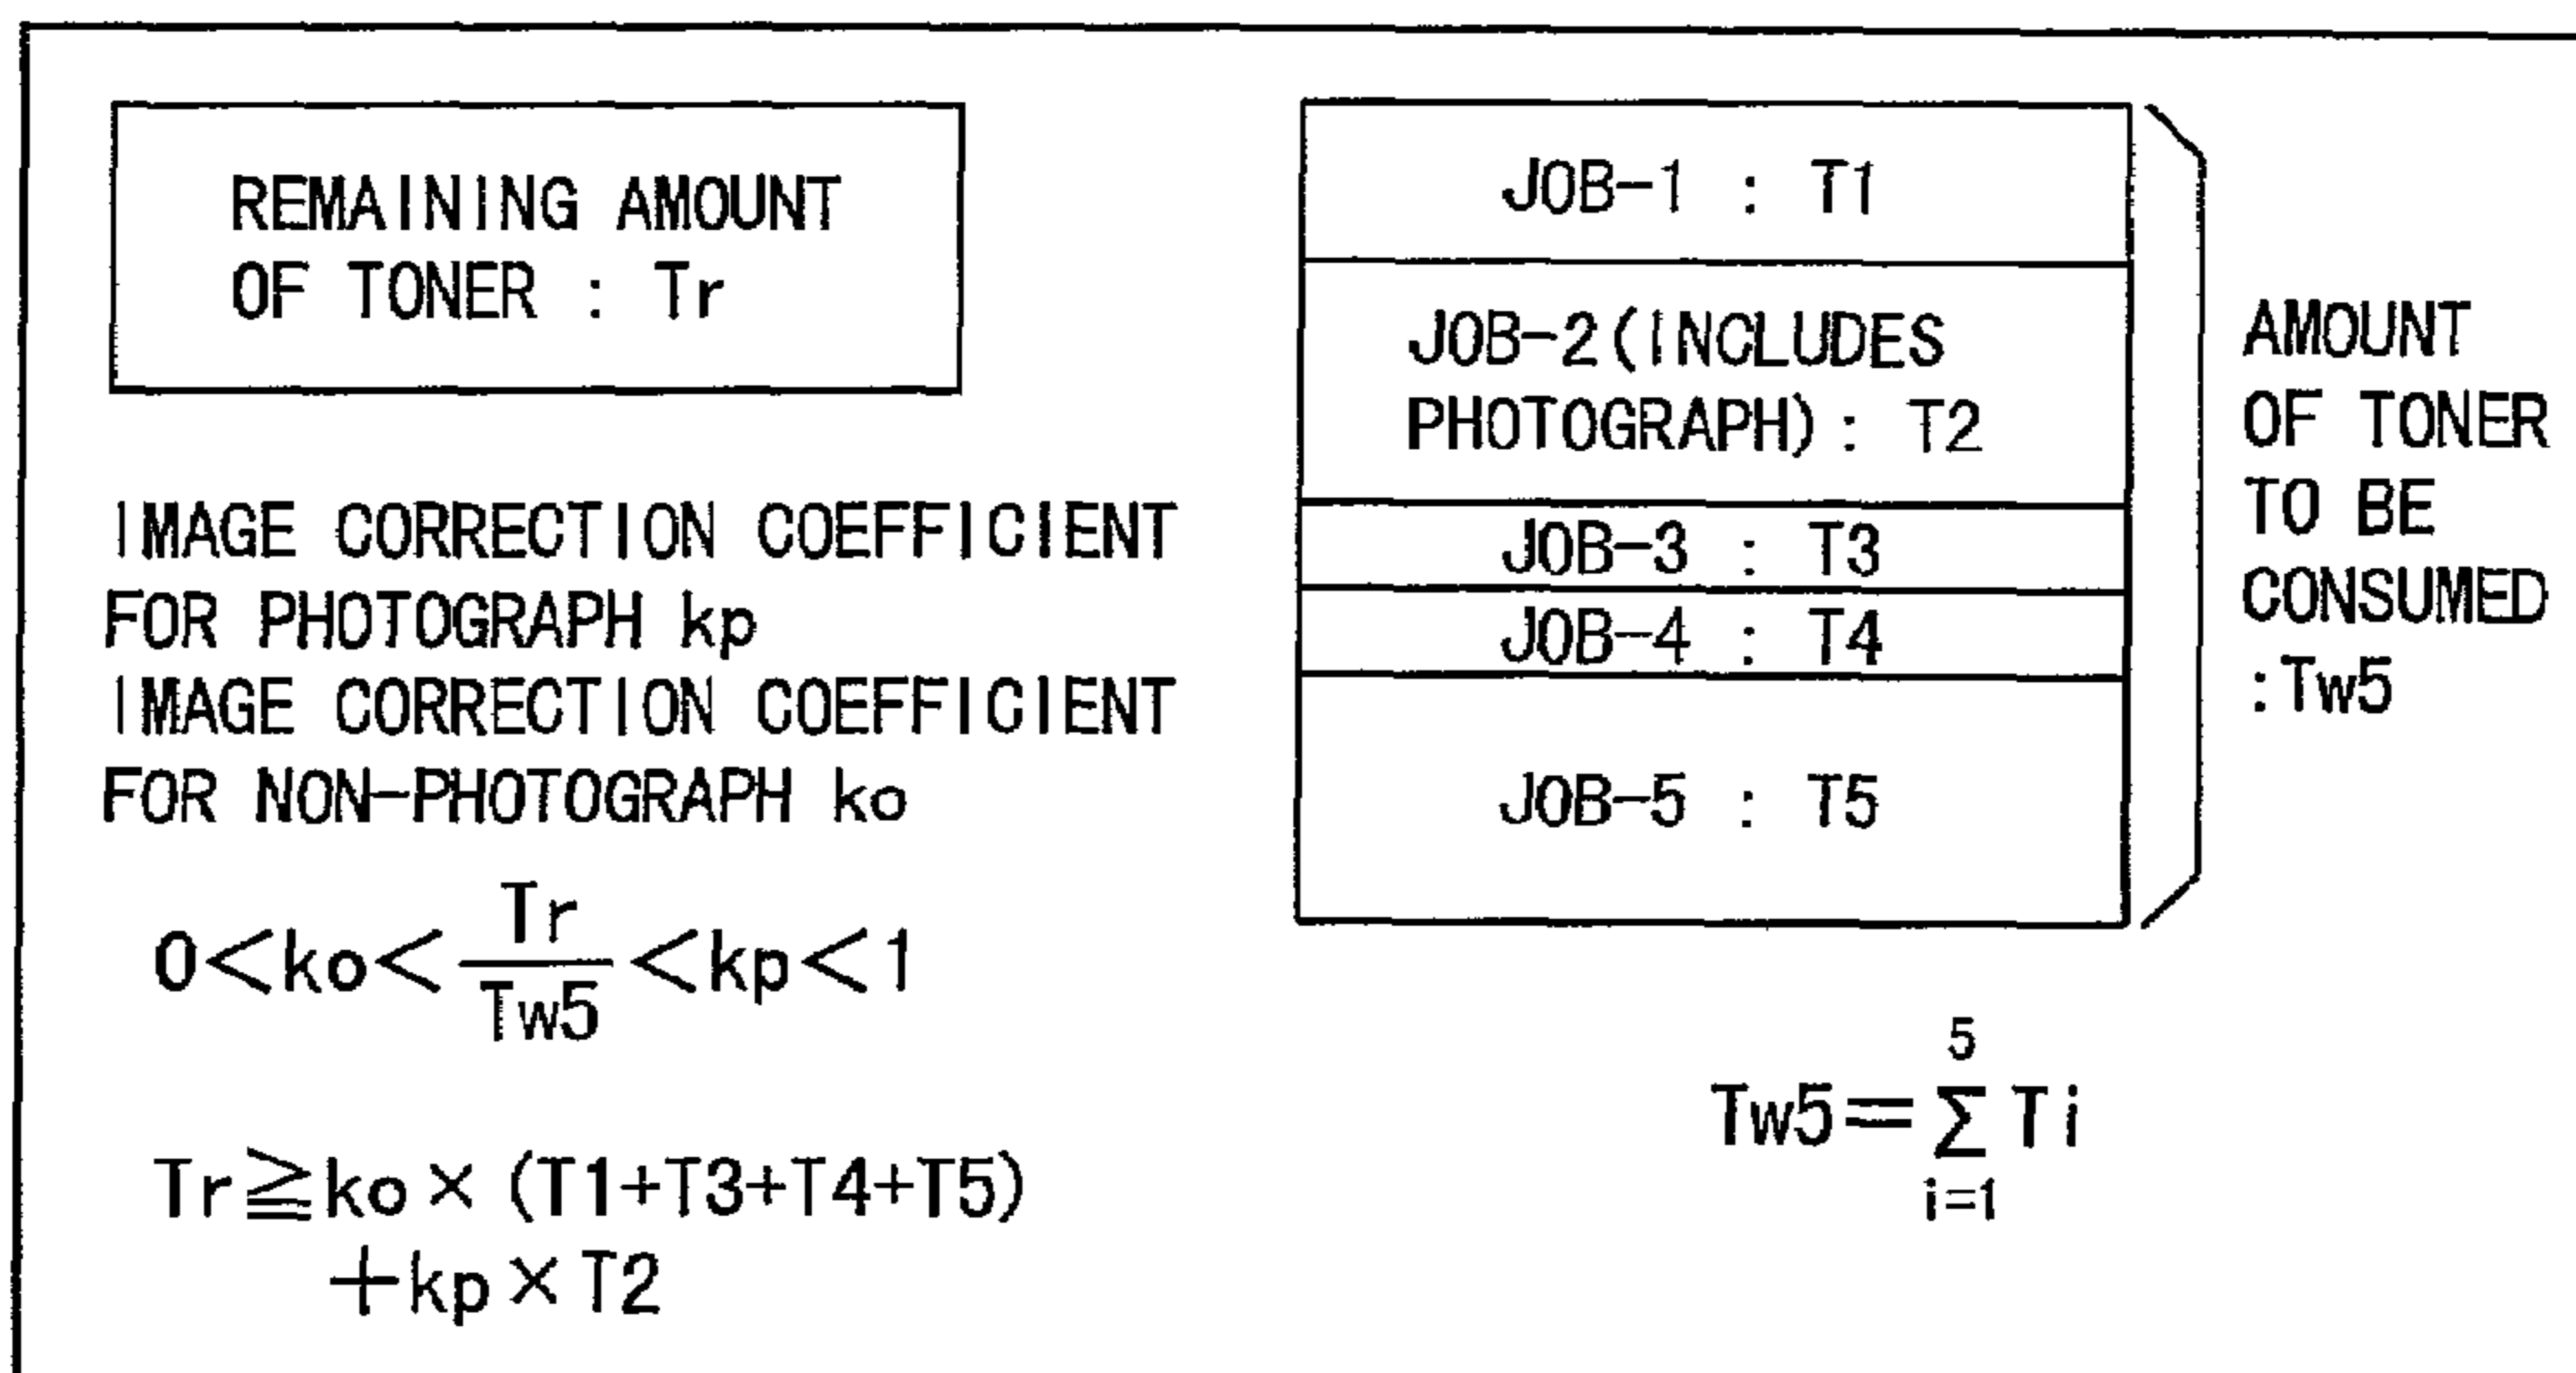 REMAINING AMOUNT
OF TONER : Tr
IMAGE CORRECTION COEFFICIENT
FOR PHOTOGRAPH kp
IMAGE CORRECTION COEFFICIENT
FOR NON-PHOTOGRAPH ko
0<ko<Tr/Tw5<kp<1
Tr≧ko×(T1+T3+T4+T5)
+kp×T2
JOB-1 : T1
JOB-2(INCLUDES
PHOTOGRAPH): T2
JOB-3 : T3
JOB-4 : T4
JOB-5 : T5
AMOUNT
OF TONER
TO BE
CONSUMED
:Tw5
5
Tw5=ΣTi
i=1